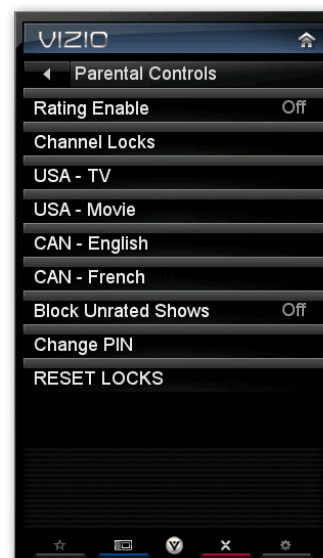 VIZIO
Parental Controls
Rating Enable Off
Channel Locks
USA - TV
USA - Movie
CAN - English
CAN - French
Block Unrated Shows Off
Change PIN
RESET LOCKS
V